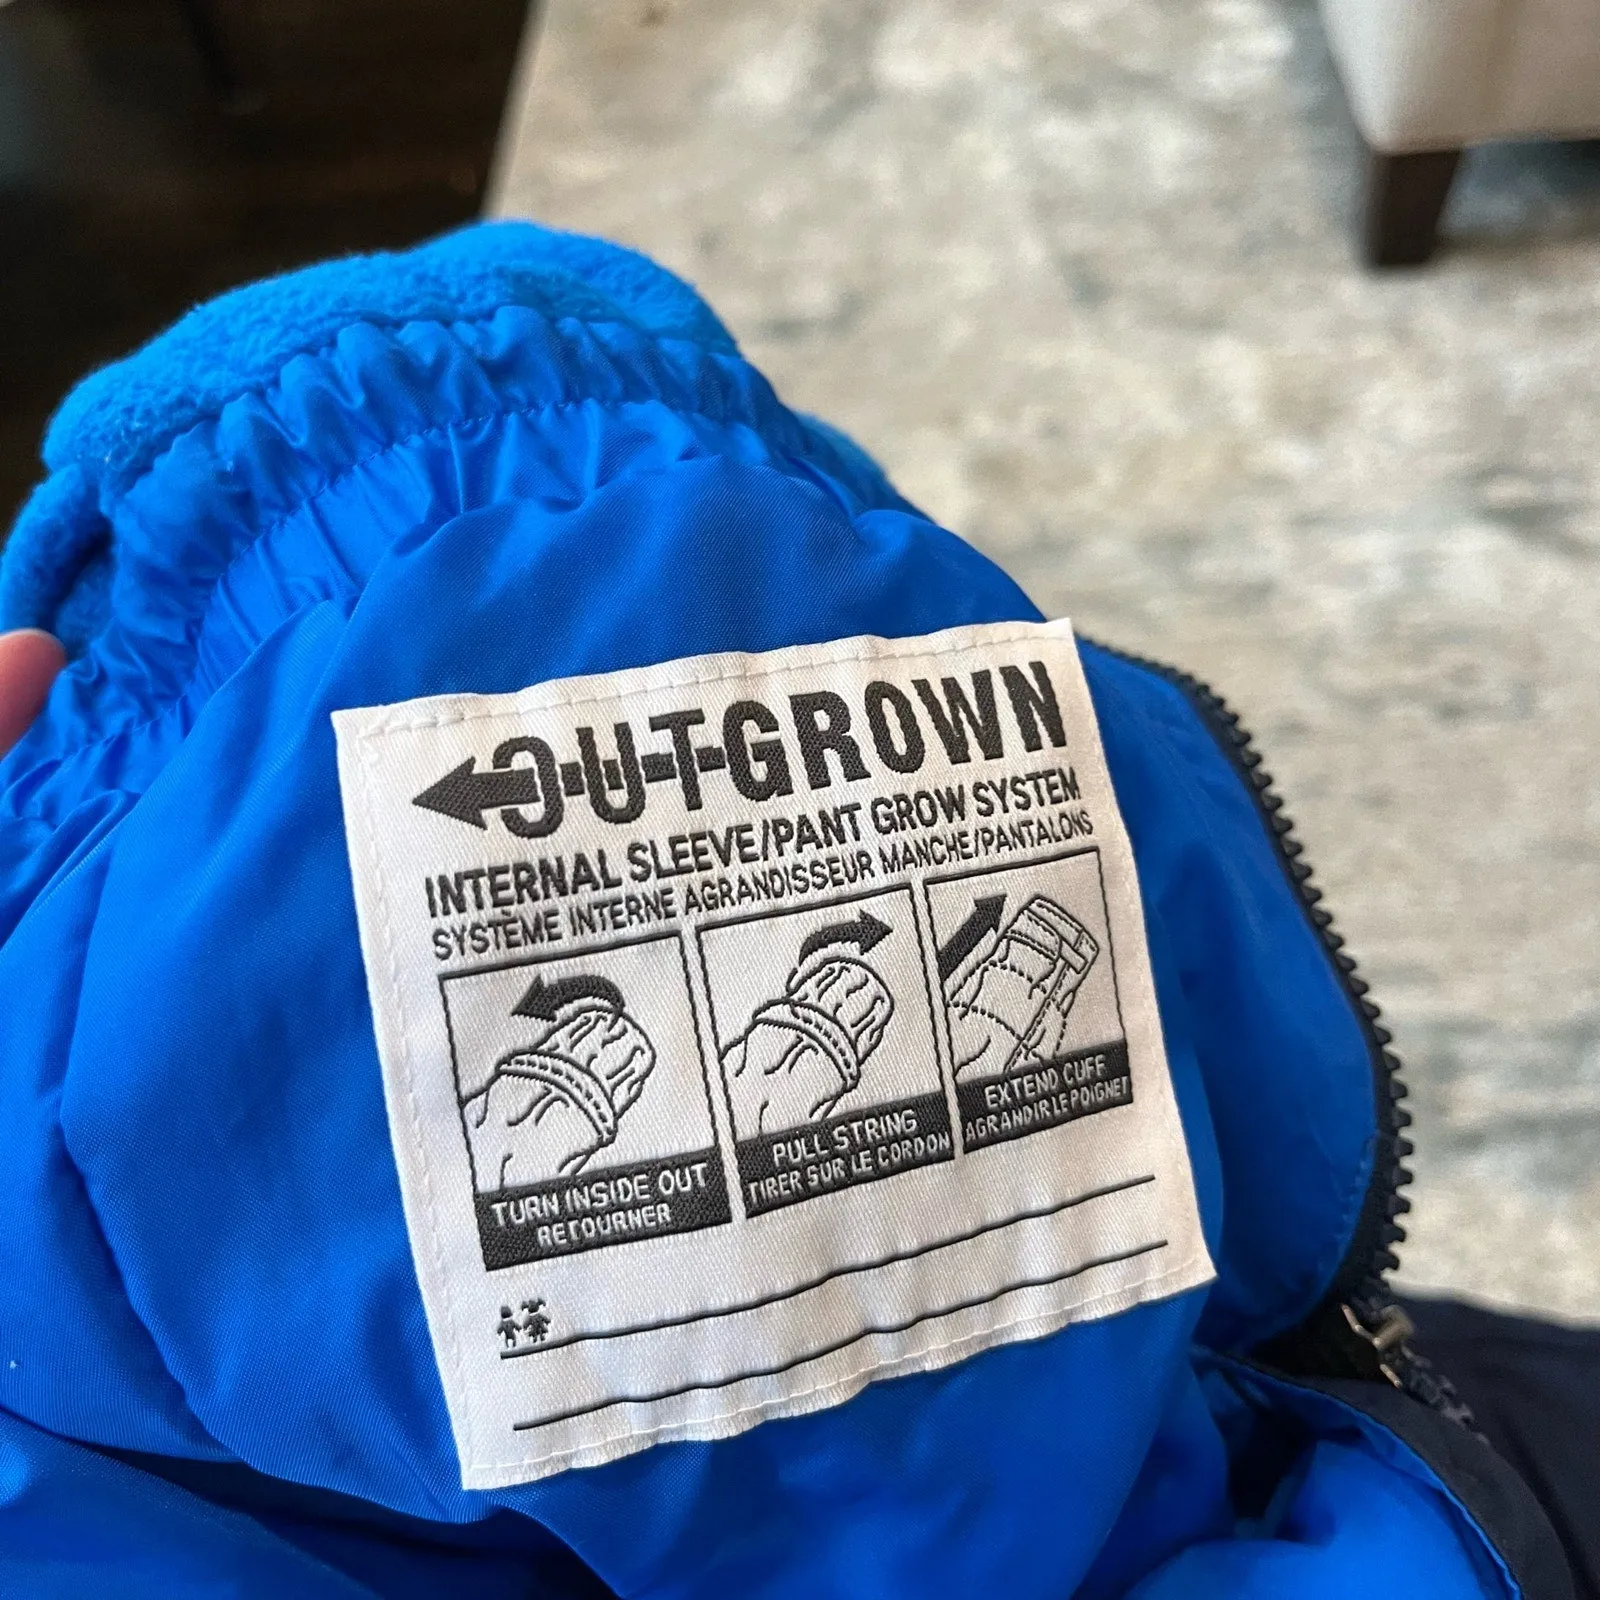 OUTGROWN
INTERNAL SLEEVE/PANT GROW SYSTEM
SYSTÈME INTERNE AGRANDISSEUR MANCHE/PANTALONS
TURN INSIDE OUT
RETOURNER
PULL STRING
TIRER SUR LE CORDON
EXTEND CUFF
AGRANDIR LE POIGNET